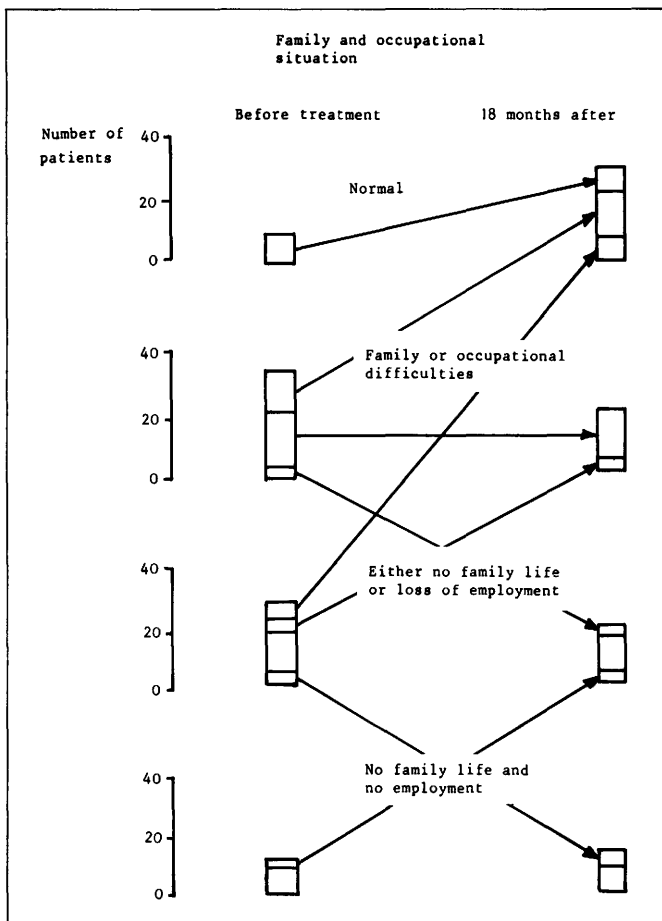 Family and occupational
situation
Before treatment
18 months after
Number of
patients
40
20
0
Normal
40
20
0
Family or occupational
difficulties
40
20
0
Either no family life
or loss of employment
40
20
0
No family life and
no employment